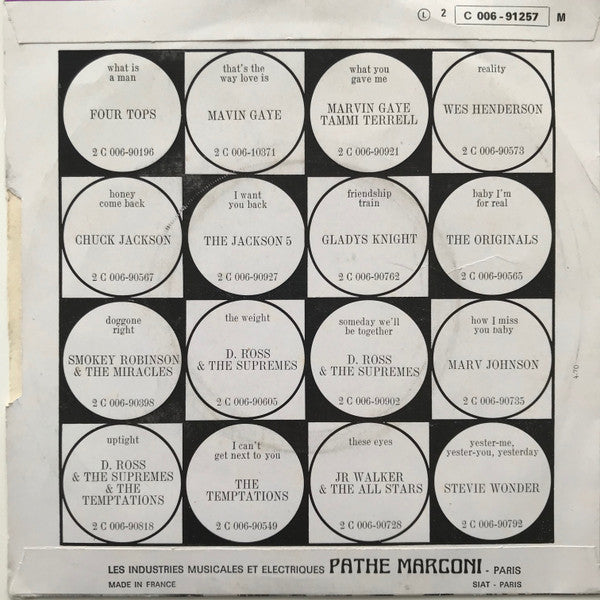 Ⓛ 2 C 006-91257 M
what is
a man
FOUR TOPS
2 C 006-90196
that's the
way love is
MAVIN GAYE
2 C 006-10371
what you
gave me
MARVIN GAYE
TAMMI TERRELL
2 C 006-90921
reality
WES HENDERSON
2 C 006-90573
honey
come back
CHUCK JACKSON
2 C 006-90567
I want
you back
THE JACKSON 5
2 C 006-90927
friendship
train
GLADYS KNIGHT
2 C 006-90762
baby I'm
for real
THE ORIGINALS
2 C 006-90565
doggone
right
SMOKEY ROBINSON
& THE MIRACLES
2 C 006-90398
the weight
D. ROSS
& THE SUPREMES
2 C 006-90605
someday we'll
be together
D. ROSS
& THE SUPREMES
2 C 006-90902
how I miss
you baby
MARV JOHNSON
2 C 006-90735
4.70
uptight
D. ROSS
& THE SUPREMES
& THE
TEMPTATIONS
2 C 006-90818
I can't
get next to you
THE
TEMPTATIONS
2 C 006-90549
these eyes
JR WALKER
& THE ALL STARS
2 C 006-90728
yester-me,
yester-you, yesterday
STEVIE WONDER
2 C 006-90792
LES INDUSTRIES MUSICALES ET ELECTRIQUES PATHE MARCONI - PARIS
MADE IN FRANCE SIAT - PARIS